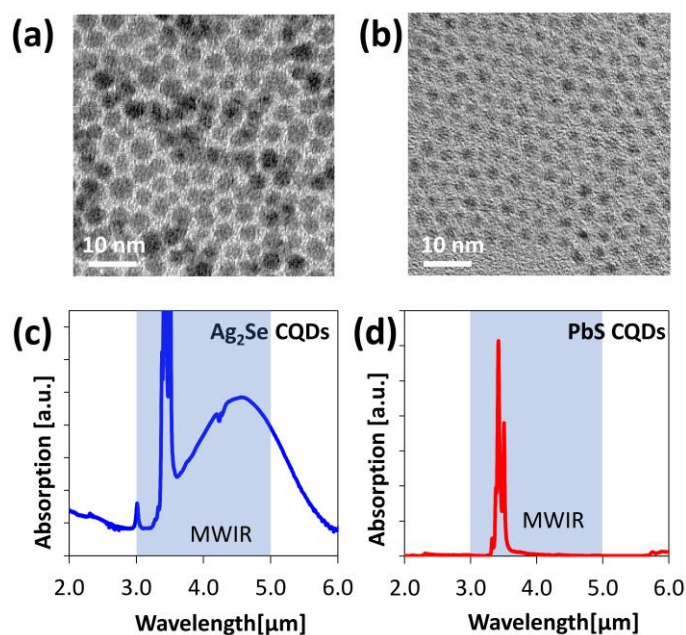 (a)
10 nm
(b)
10 nm
(c)
Ag₂Se CQDs
MWIR
Absorption [a.u.]
2.0 3.0 4.0 5.0 6.0
Wavelength[μm]
(d)
PbS CQDs
MWIR
Absorption [a.u.]
2.0 3.0 4.0 5.0 6.0
Wavelength[μm]